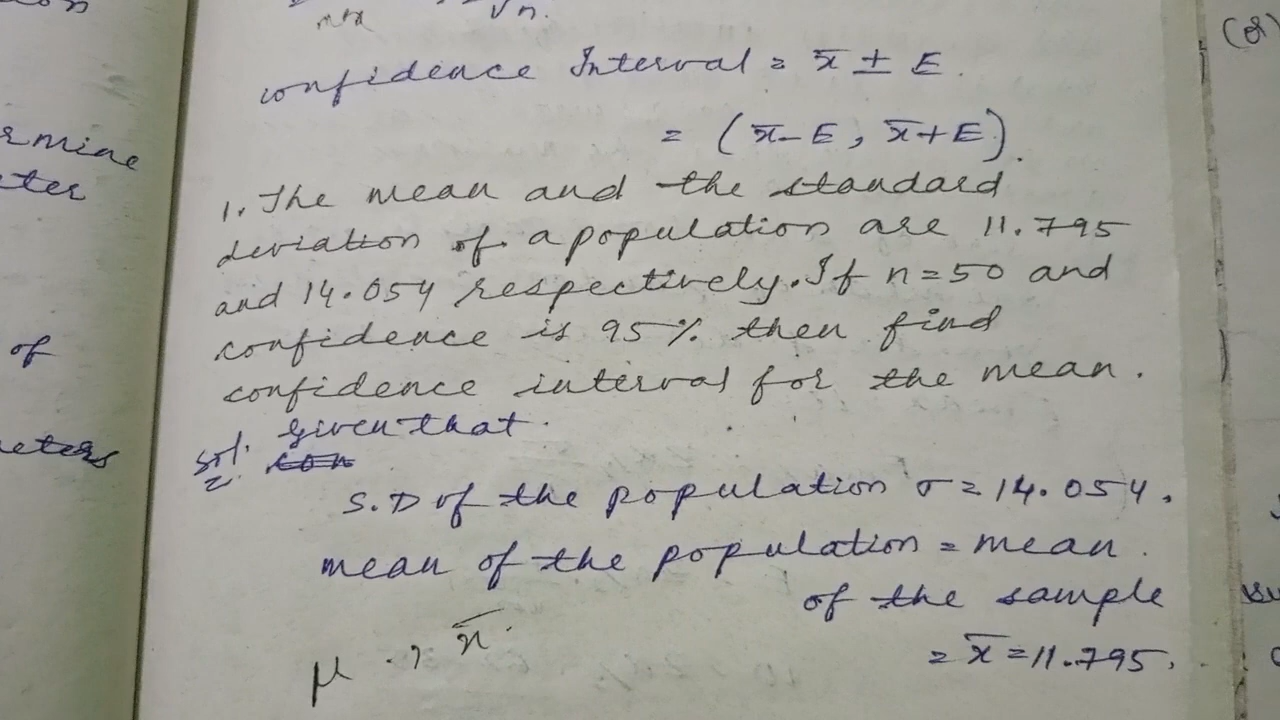 √n.
confidence Interval = x̄ ± E.
= (x̄-E, x̄+E).
1. The mean and the standard
deviation of a population are 11.795
and 14.054 respectively. If n=50 and
confidence is 95% then find
confidence interval for the mean.
Sol. Given that.
S.D of the population σ = 14.054.
mean of the population = mean
of the sample
= x̄ = 11.795.
μ , x̄.
of